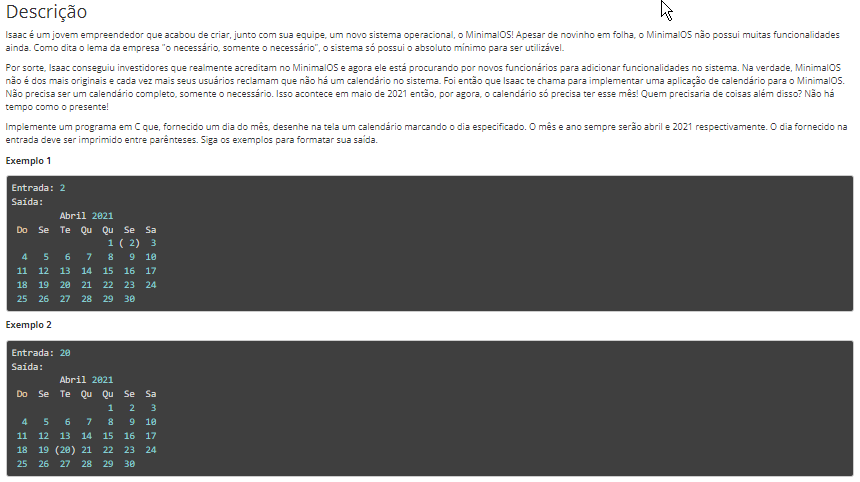 Descrição
Isaac é um jovem empreendedor que acabou de criar, junto com sua equipe, um novo sistema operacional, o MinimalOS! Apesar de novinho em folha, o MinimalOS não possui muitas funcionalidades
ainda. Como dita o lema da empresa "o necessário, somente o necessário", o sistema só possui o absoluto mínimo para ser utilizável.
Por sorte, Isaac conseguiu investidores que realmente acreditam no MinimalOS e agora ele está procurando por novos funcionários para adicionar funcionalidades no sistema. Na verdade, MinimalOS
não é dos mais originais e cada vez mais seus usuários reclamam que não há um calendário no sistema. Foi então que Isaac te chama para implementar uma aplicação de calendário para o MinimalOS.
Não precisa ser um calendário completo, somente o necessário. Isso acontece em maio de 2021 então, por agora, o calendário só precisa ter esse mês! Quem precisaria de coisas além disso? Não há
tempo como o presente!
Implemente um programa em C que, fornecido um dia do mês, desenhe na tela um calendário marcando o dia especificado. O mês e ano sempre serão abril e 2021 respectivamente. O dia fornecido na
entrada deve ser imprimido entre parênteses. Siga os exemplos para formatar sua saída.
Exemplo 1
Entrada: 2
Saída:
         Abril 2021
 Do  Se  Te  Qu  Qu  Se  Sa
                  1 ( 2)  3
  4   5   6   7   8   9  10
 11  12  13  14  15  16  17
 18  19  20  21  22  23  24
 25  26  27  28  29  30
Exemplo 2
Entrada: 20
Saída:
         Abril 2021
 Do  Se  Te  Qu  Qu  Se  Sa
                  1   2   3
  4   5   6   7   8   9  10
 11  12  13  14  15  16  17
 18  19 (20) 21  22  23  24
 25  26  27  28  29  30